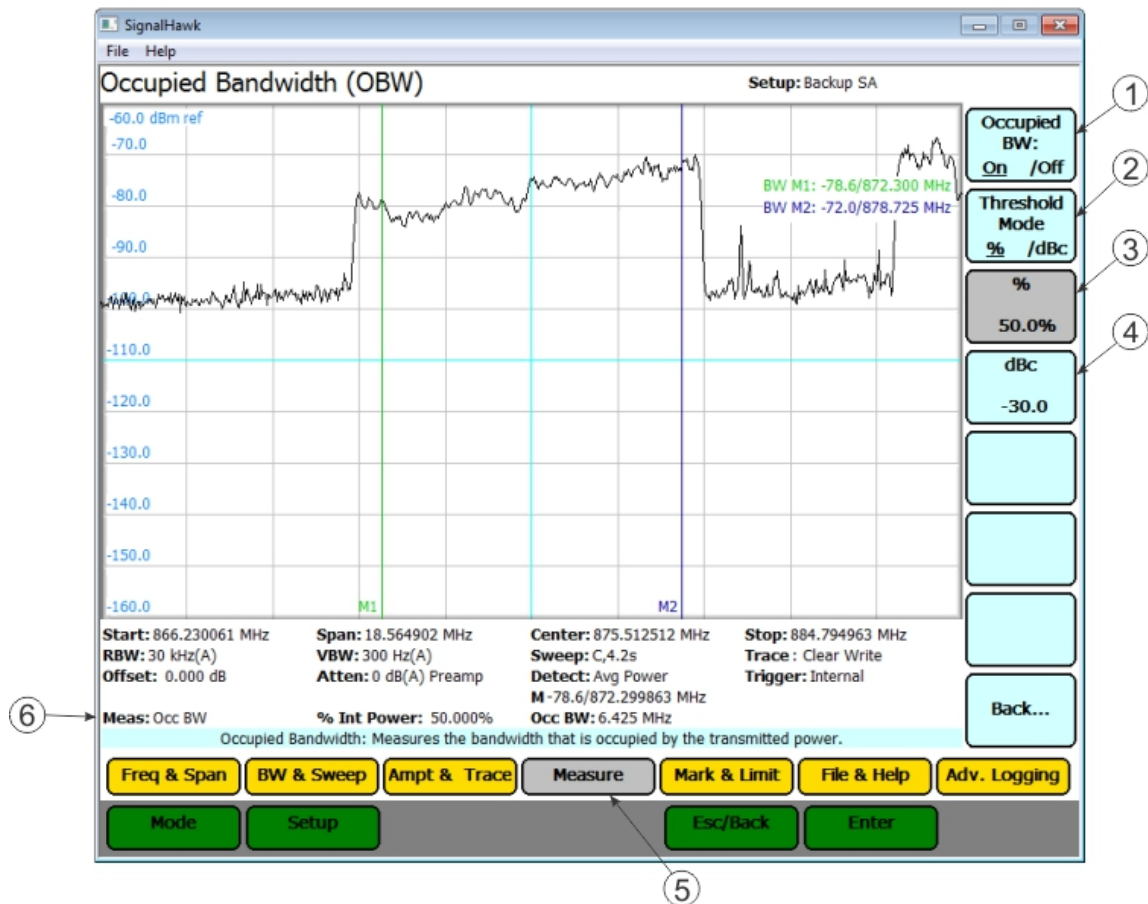 SignalHawk
File Help
Occupied Bandwidth (OBW)
Setup: Backup SA
-60.0 dBm ref
-70.0
-80.0
-90.0
-100.0
-110.0
-120.0
-130.0
-140.0
-150.0
-160.0
BW M1: -78.6/872.300 MHz
BW M2: -72.0/878.725 MHz
M1
M2
Start: 866.230061 MHz Span: 18.564902 MHz Center: 875.512512 MHz Stop: 884.794963 MHz
RBW: 30 kHz(A) VBW: 300 Hz(A) Sweep: C,4.2s Trace : Clear Write
Offset: 0.000 dB Atten: 0 dB(A) Preamp Detect: Avg Power Trigger: Internal
M -78.6/872.299863 MHz
Meas: Occ BW % Int Power: 50.000% Occ BW: 6.425 MHz
Occupied Bandwidth: Measures the bandwidth that is occupied by the transmitted power.
Occupied
BW:
On /Off
Threshold
Mode
% /dBc
%
50.0%
dBc
-30.0
Back...
Freq & Span BW & Sweep Ampt & Trace Measure Mark & Limit File & Help Adv. Logging
Mode Setup Esc/Back Enter
1
2
3
4
5
6